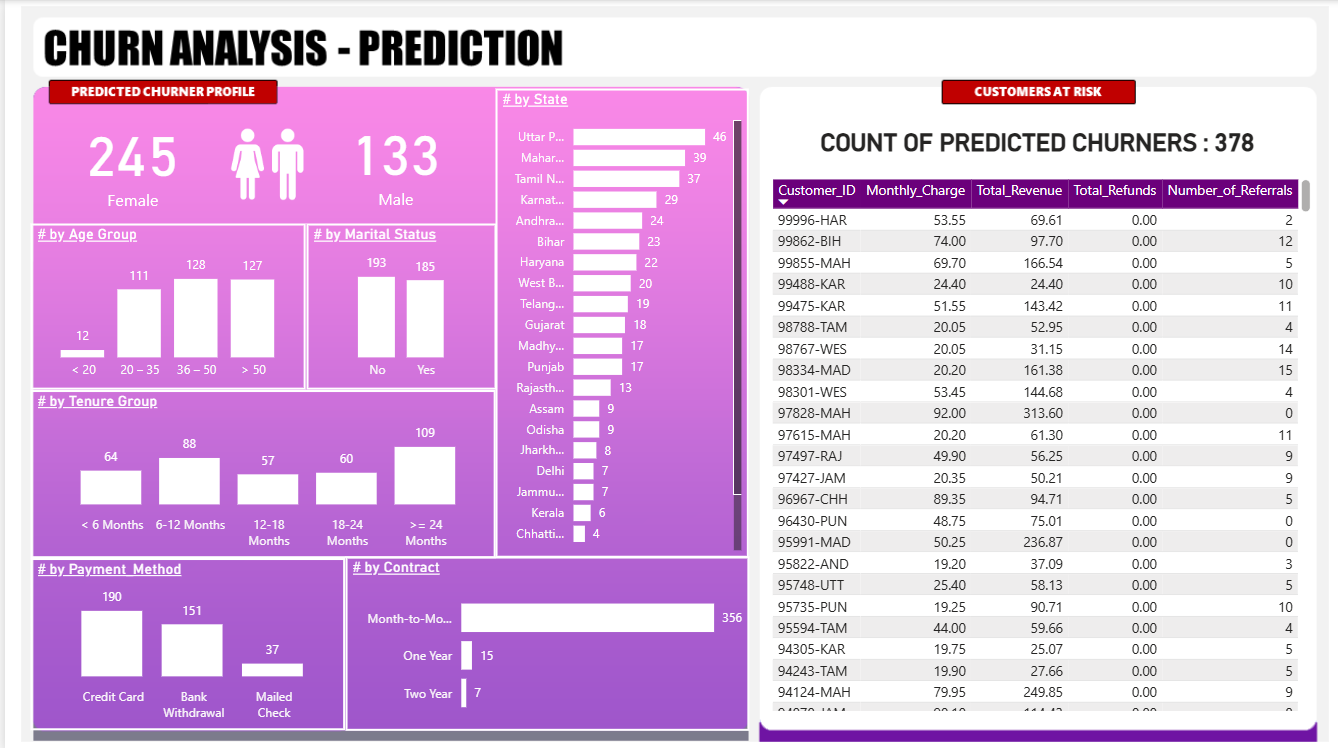 CHURN ANALYSIS - PREDICTION
PREDICTED CHURNER PROFILE
245
Female
133
Male
# by Age Group
12
111
128
127
< 20
20 – 35
36 – 50
> 50
# by Marital Status
193
185
No
Yes
# by Tenure Group
64
88
57
60
109
< 6 Months
6-12 Months
12-18 Months
18-24 Months
>= 24 Months
# by Payment_Method
190
151
37
Credit Card
Bank Withdrawal
Mailed Check
# by State
Uttar P... 46
Mahar... 39
Tamil N... 37
Karnat... 29
Andhra... 24
Bihar 23
Haryana 22
West B... 20
Telang... 19
Gujarat 18
Madhy... 17
Punjab 17
Rajasth... 13
Assam 9
Odisha 9
Jharkh... 8
Delhi 7
Jammu... 7
Kerala 6
Chhatti... 4
# by Contract
Month-to-Mo... 356
One Year 15
Two Year 7
CUSTOMERS AT RISK
COUNT OF PREDICTED CHURNERS : 378
Customer_ID Monthly_Charge Total_Revenue Total_Refunds Number_of_Referrals
99996-HAR 53.55 69.61 0.00 2
99862-BIH 74.00 97.70 0.00 12
99855-MAH 69.70 166.54 0.00 5
99488-KAR 24.40 24.40 0.00 10
99475-KAR 51.55 143.42 0.00 11
98788-TAM 20.05 52.95 0.00 4
98767-WES 20.05 31.15 0.00 14
98334-MAD 20.20 161.38 0.00 15
98301-WES 53.45 144.68 0.00 4
97828-MAH 92.00 313.60 0.00 0
97615-MAH 20.20 61.30 0.00 11
97497-RAJ 49.90 56.25 0.00 9
97427-JAM 20.35 50.21 0.00 9
96967-CHH 89.35 94.71 0.00 5
96430-PUN 48.75 75.01 0.00 0
95991-MAD 50.25 236.87 0.00 0
95822-AND 19.20 37.09 0.00 3
95748-UTT 25.40 58.13 0.00 5
95735-PUN 19.25 90.71 0.00 10
95594-TAM 44.00 59.66 0.00 4
94305-KAR 19.75 25.07 0.00 5
94243-TAM 19.90 27.66 0.00 5
94124-MAH 79.95 249.85 0.00 9